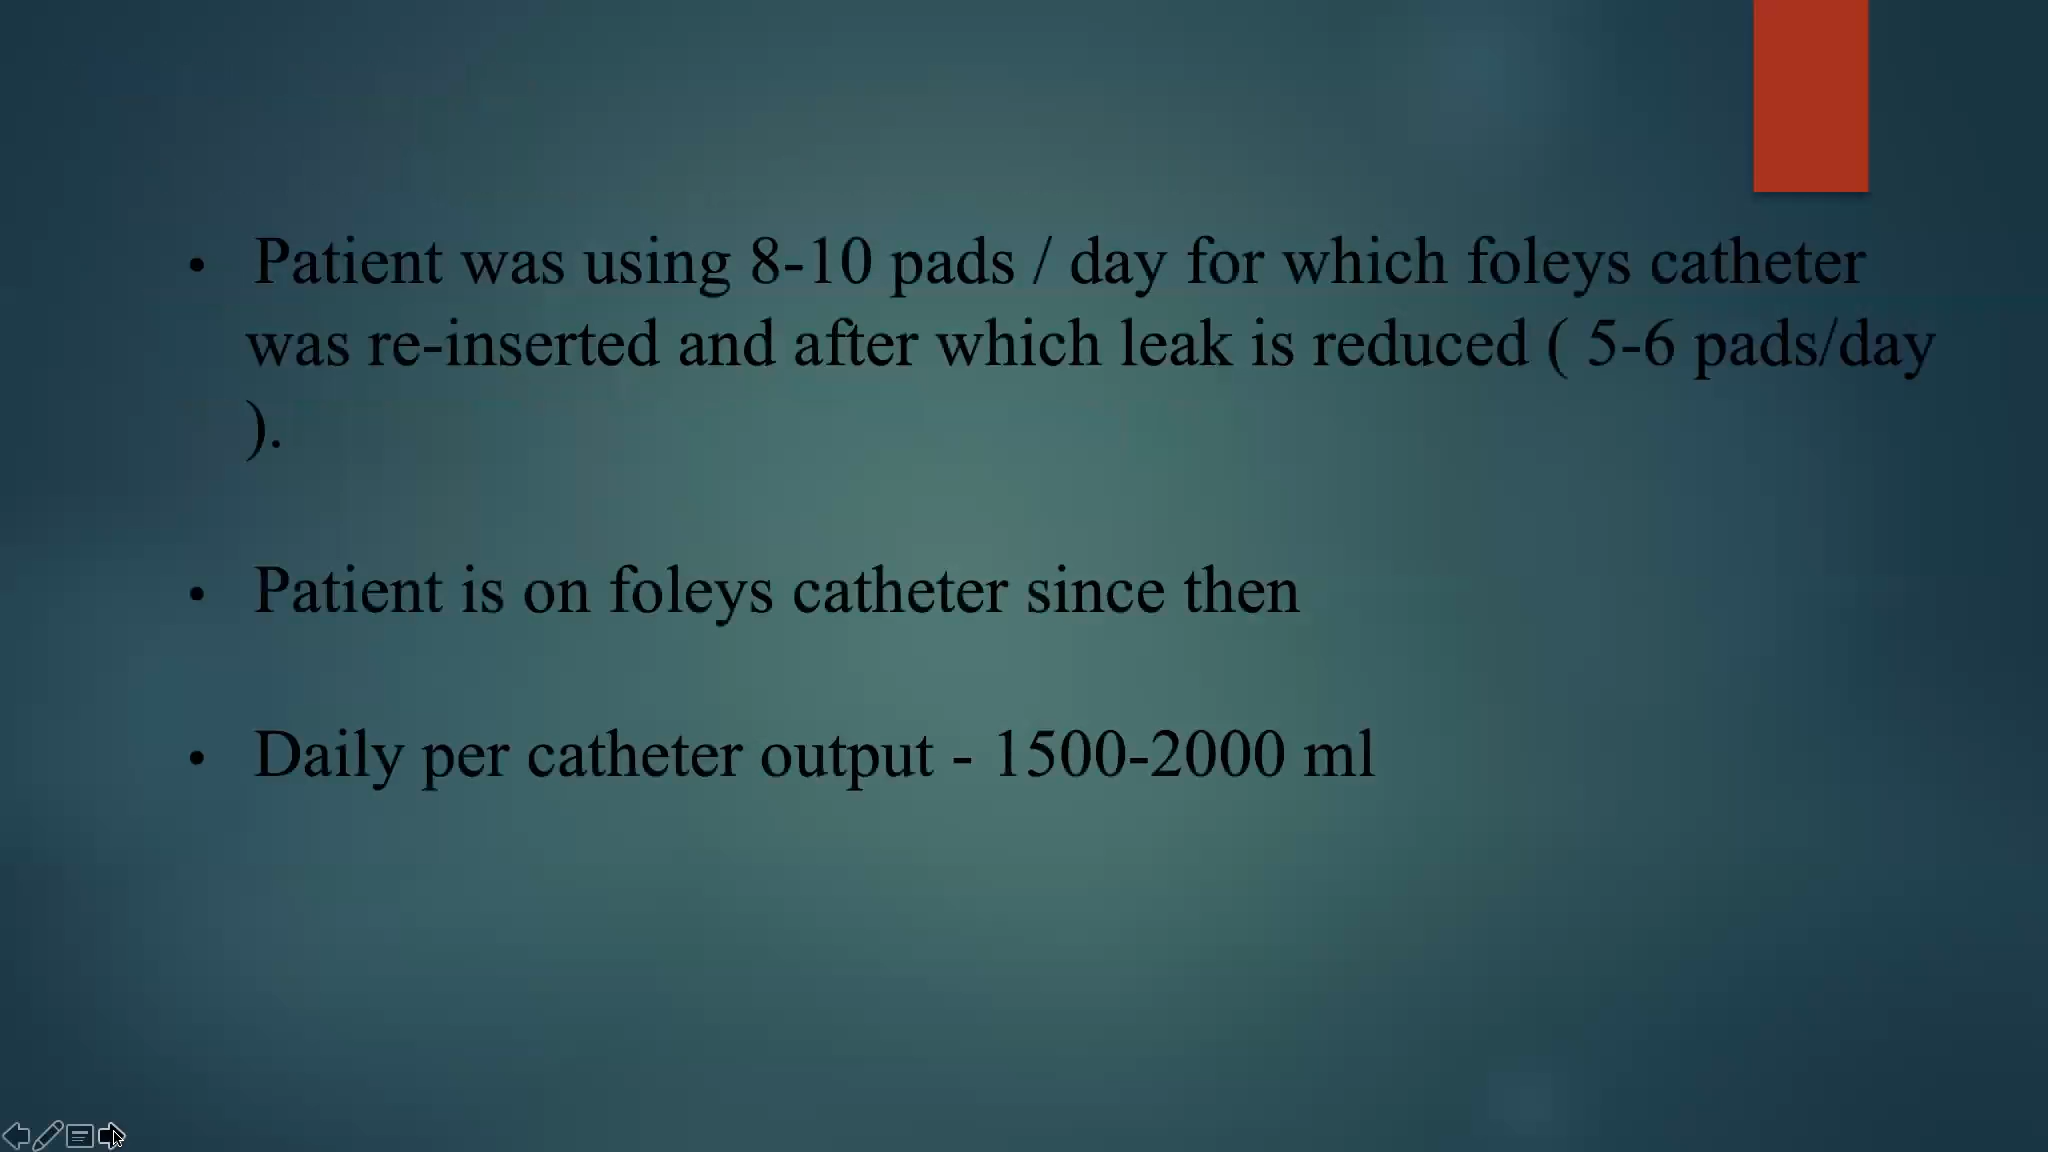 • Patient was using 8-10 pads / day for which foleys catheter
was re-inserted and after which leak is reduced ( 5-6 pads/day
).
• Patient is on foleys catheter since then
• Daily per catheter output - 1500-2000 ml